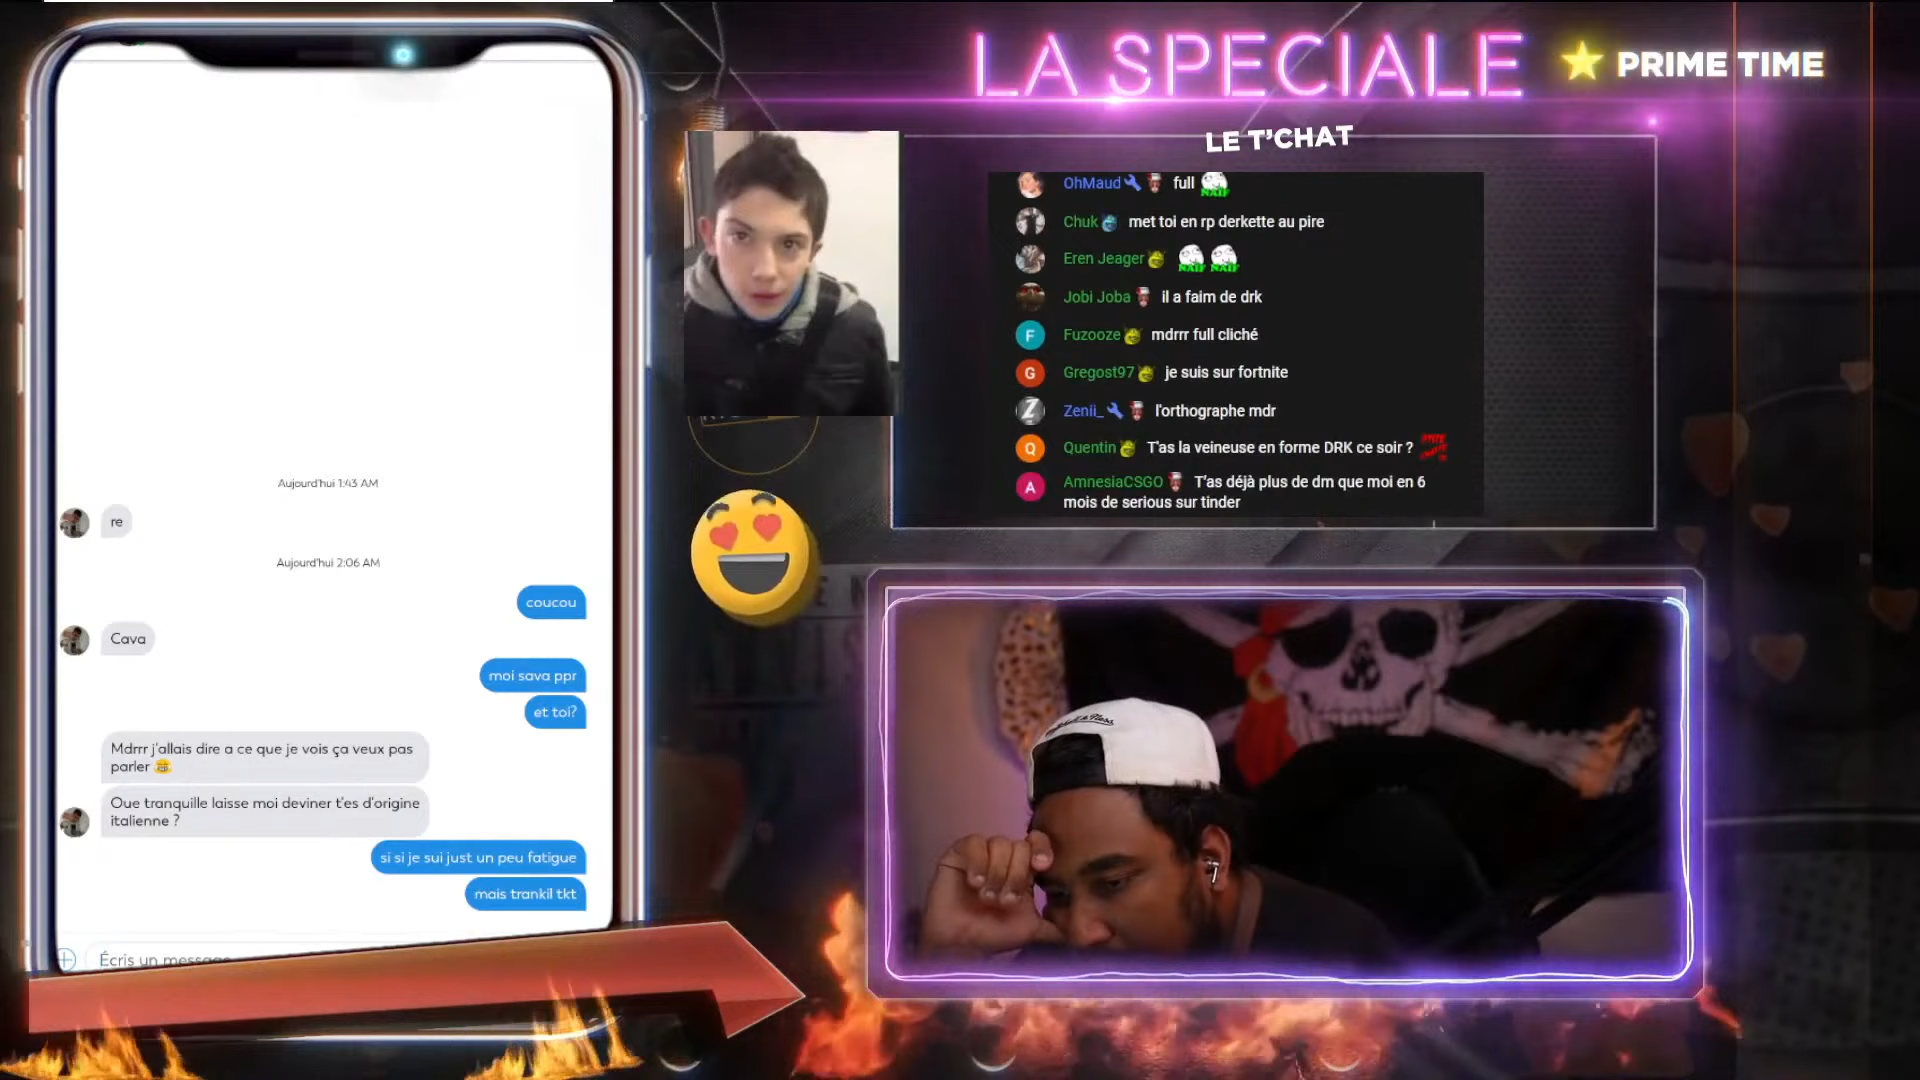 LA SPECIALE
PRIME TIME
LE T'CHAT
OhMaud full NAIF
Chuk met toi en rp derkette au pire
Eren Jeager NAIF NAIF
Jobi Joba il a faim de drk
F Fuzooze mdrrr full cliché
G Gregost97 je suis sur fortnite
Z Zenii_ l'orthographe mdr
Q Quentin T'as la veineuse en forme DRK ce soir ?
A AmnesiaCSGO T'as déjà plus de dm que moi en 6
mois de serious sur tinder
Aujourd'hui 1:43 AM
re
Aujourd'hui 2:06 AM
coucou
Cava
moi sava ppr
et toi?
Mdrrr j'allais dire a ce que je vois ça veux pas
parler
Oue tranquille laisse moi deviner t'es d'origine
italienne ?
si si je sui just un peu fatigue
mais trankil tkt
Écris un message